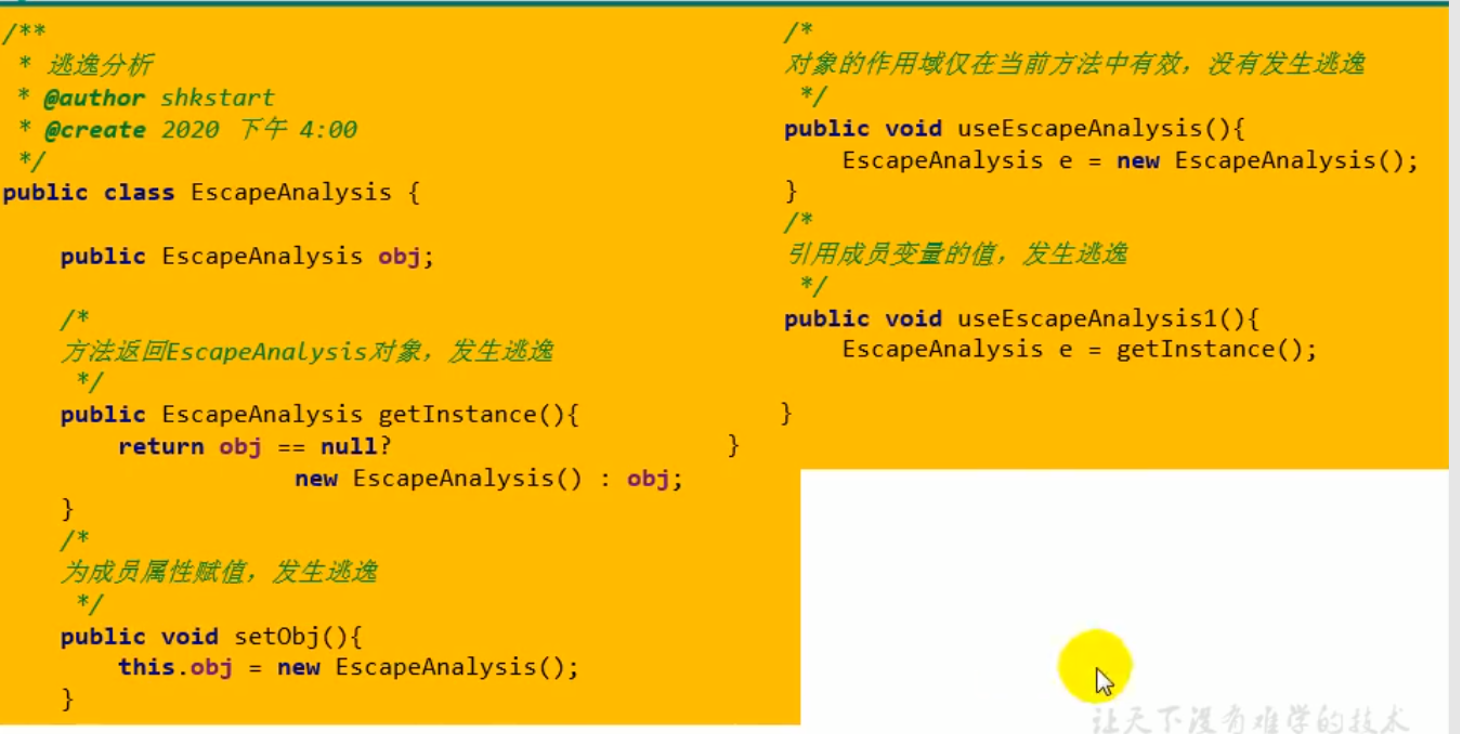 /**
 * 逃逸分析
 * @author shkstart
 * @create 2020 下午 4:00
 */
public class EscapeAnalysis {
    public EscapeAnalysis obj;
    /*
    方法返回EscapeAnalysis对象，发生逃逸
     */
    public EscapeAnalysis getInstance(){
        return obj == null?
                    new EscapeAnalysis() : obj;
    }
    /*
    为成员属性赋值，发生逃逸
     */
    public void setObj(){
        this.obj = new EscapeAnalysis();
    }
/*
对象的作用域仅在当前方法中有效，没有发生逃逸
 */
public void useEscapeAnalysis(){
    EscapeAnalysis e = new EscapeAnalysis();
}
/*
引用成员变量的值，发生逃逸
 */
public void useEscapeAnalysis1(){
    EscapeAnalysis e = getInstance();
}
}
让天下没有难学的技术